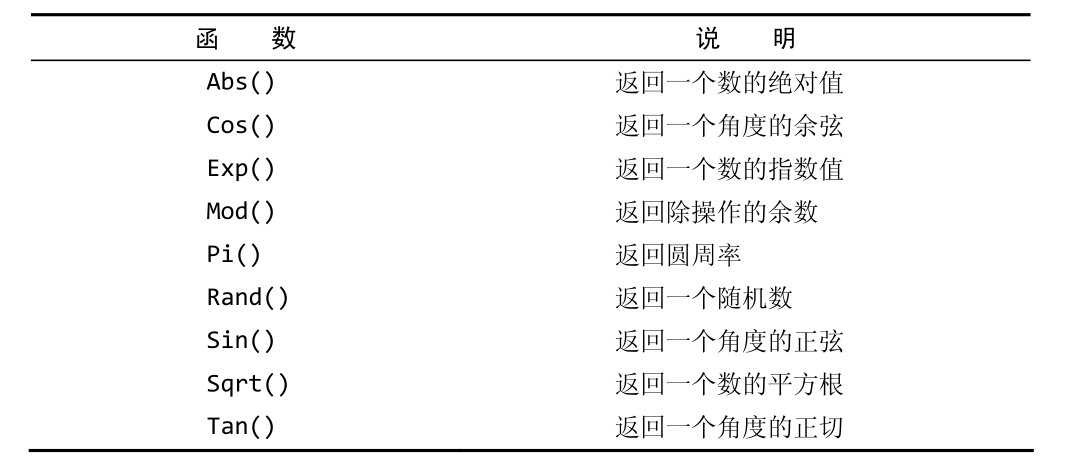 函 数 说 明
Abs() 返回一个数的绝对值
Cos() 返回一个角度的余弦
Exp() 返回一个数的指数值
Mod() 返回除操作的余数
Pi() 返回圆周率
Rand() 返回一个随机数
Sin() 返回一个角度的正弦
Sqrt() 返回一个数的平方根
Tan() 返回一个角度的正切